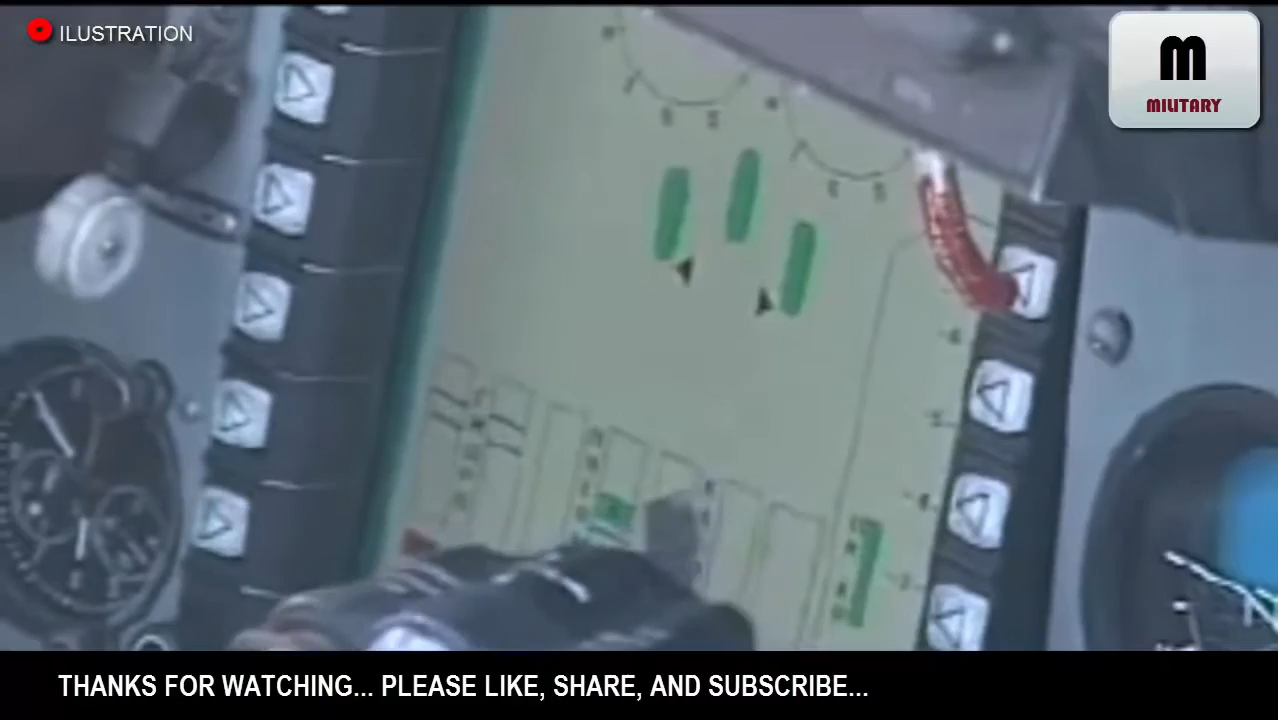 ILUSTRATION
M
MILITARY
THANKS FOR WATCHING... PLEASE LIKE, SHARE, AND SUBSCRIBE...